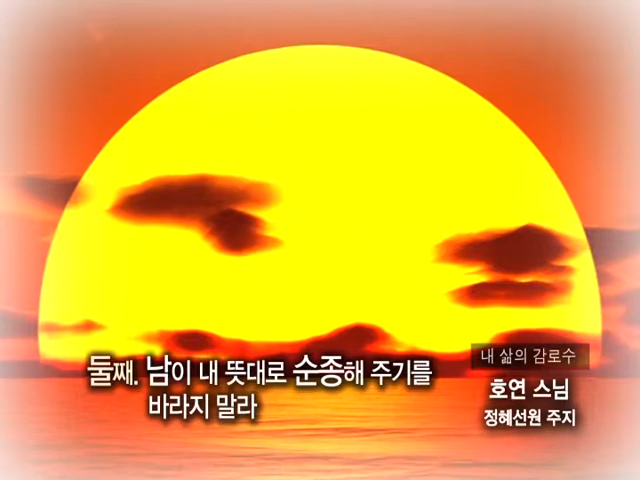 둘째. 남이 내 뜻대로 순종해 주기를
바라지 말라
내 삶의 감로수
호연 스님
정혜선원 주지